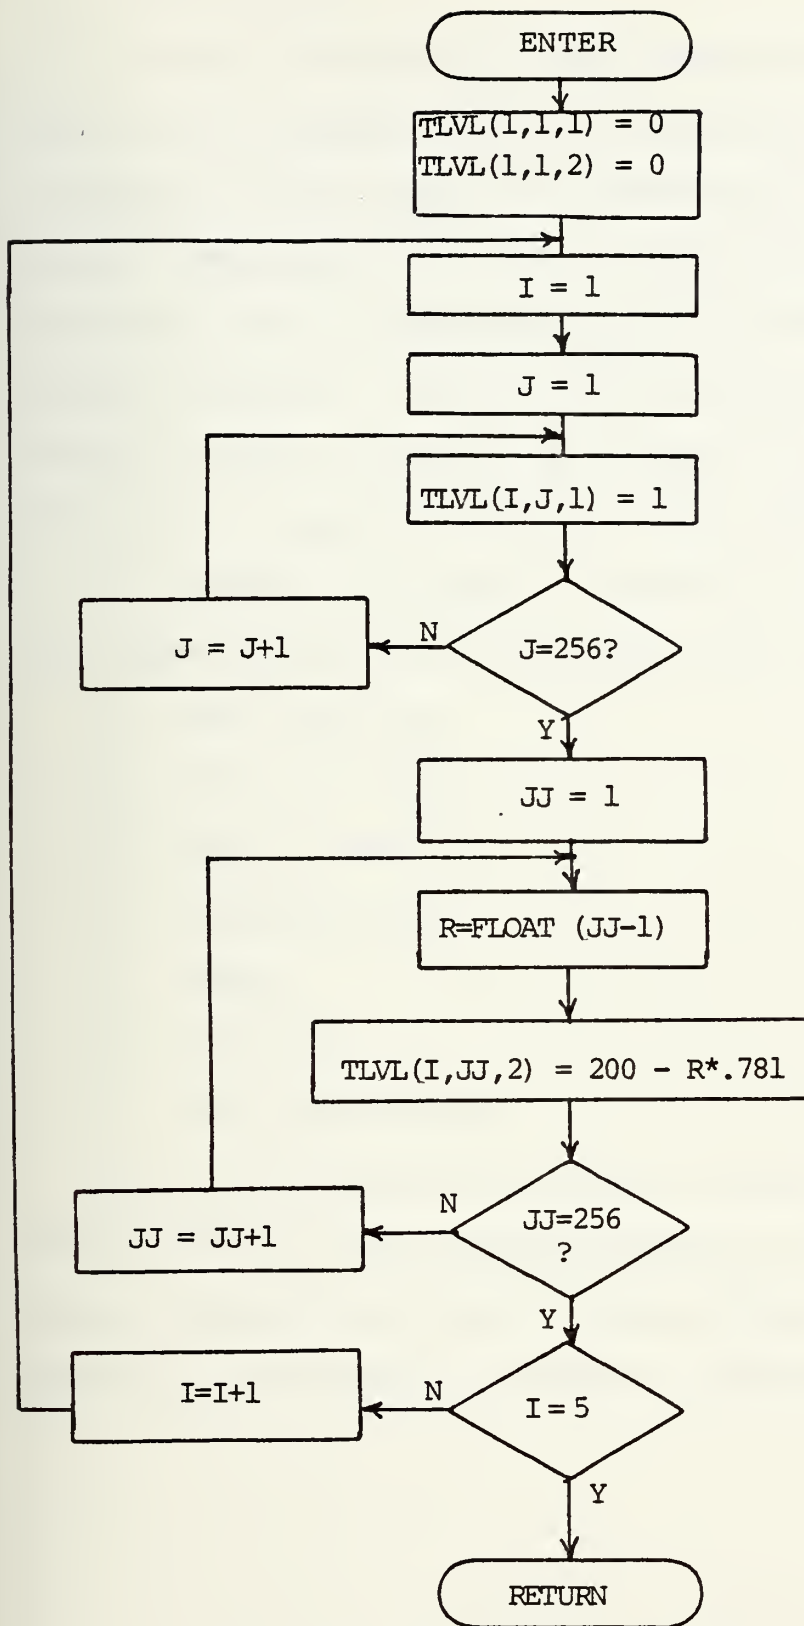 ENTER
TLVL(1,1,1) = 0
TLVL(1,1,2) = 0
I = 1
J = 1
TLVL(I,J,1) = 1
J = J+1
N
J=256?
Y
JJ = 1
R=FLOAT (JJ-1)
TLVL(I,JJ,2) = 200 - R*.781
JJ = JJ+1
N
JJ=256
?
Y
I=I+1
N
I = 5
Y
RETURN